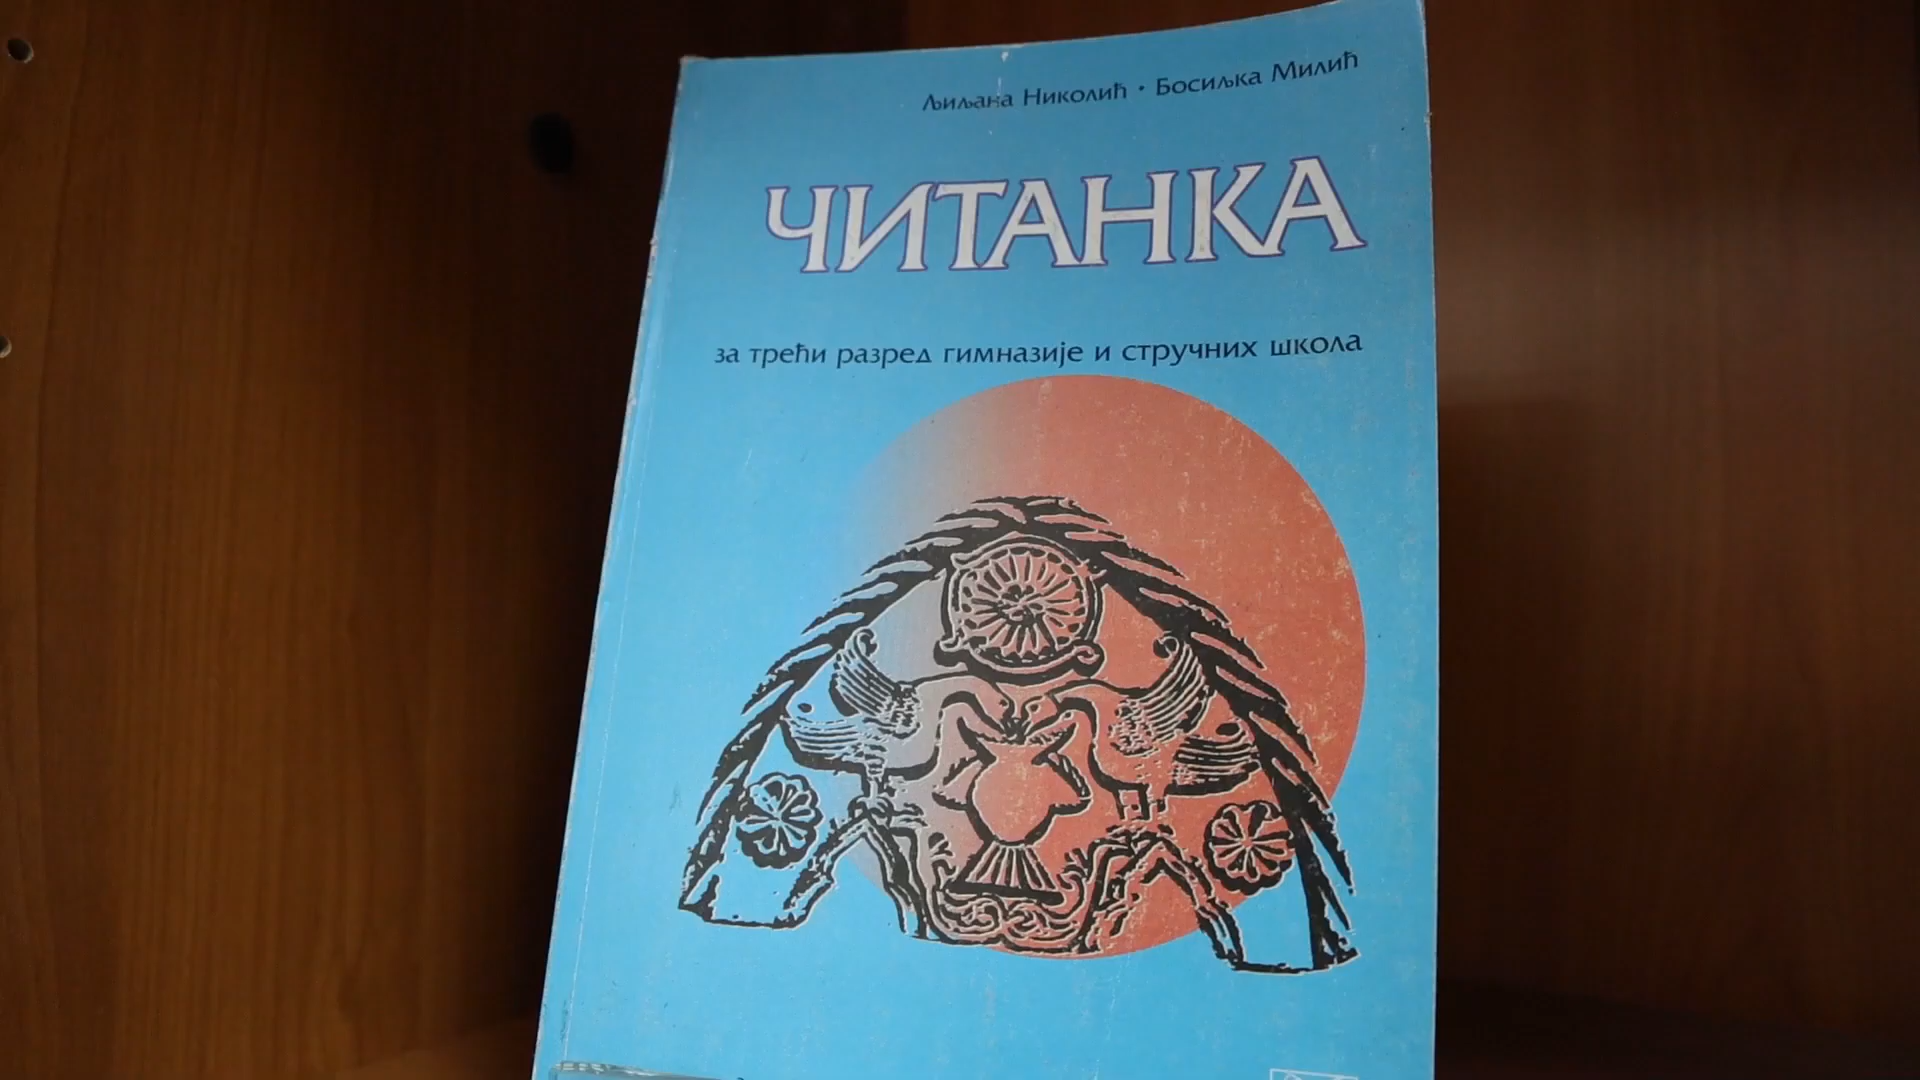 Љиљана Николић • Босиљка Милић
ЧИТАНКА
за трећи разред гимназије и стручних школа